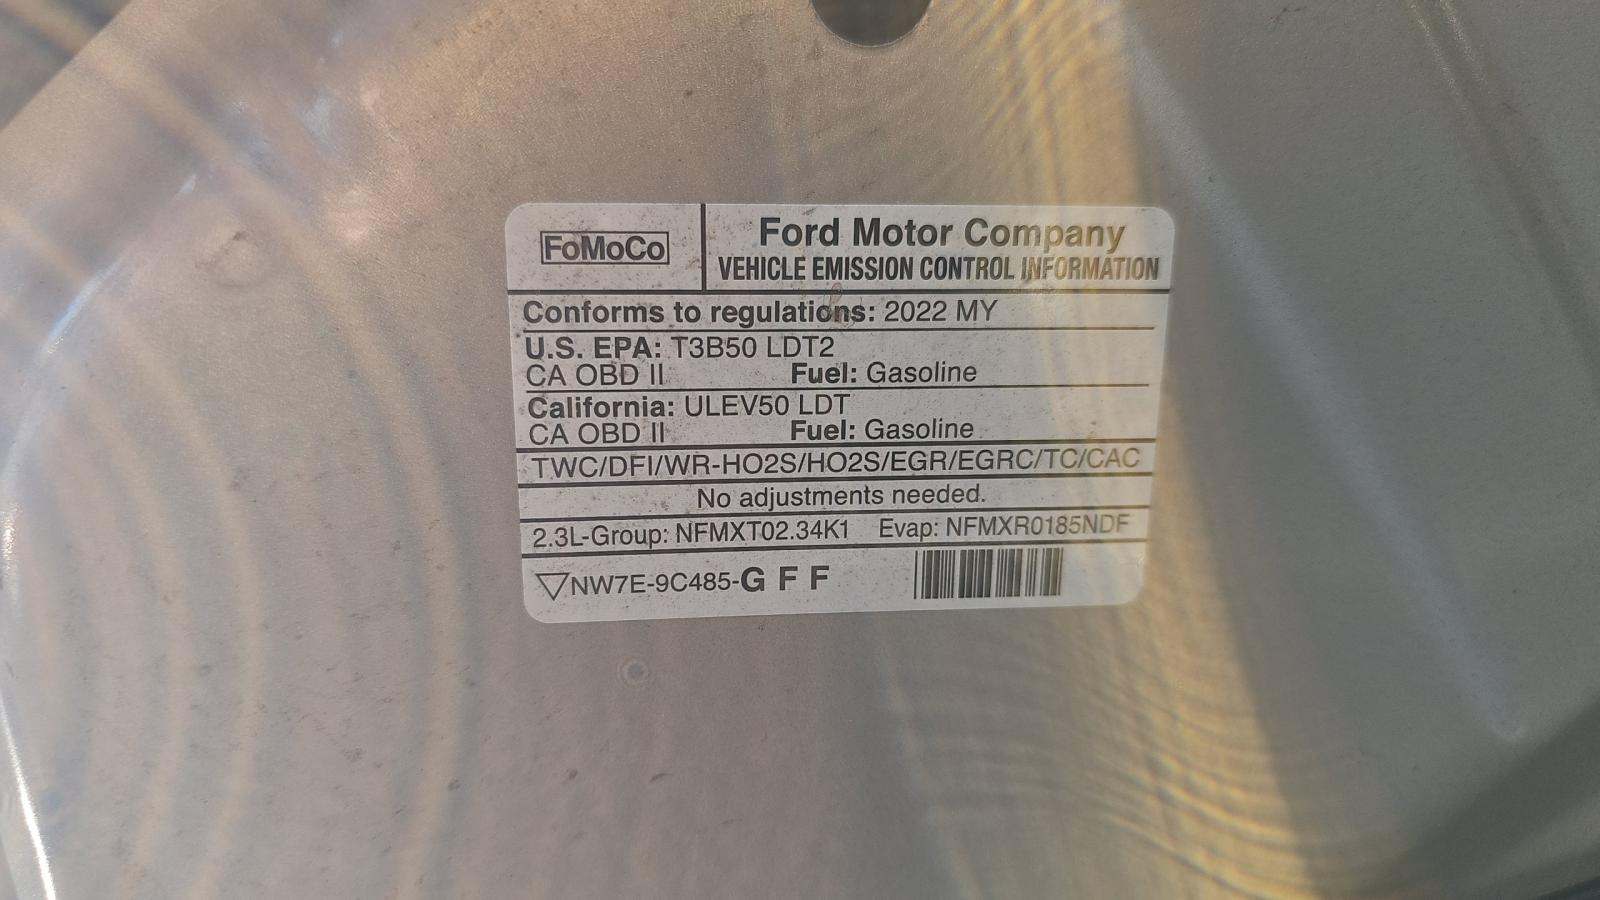 FoMoCo
Ford Motor Company
VEHICLE EMISSION CONTROL INFORMATION
Conforms to regulations: 2022 MY
U.S. EPA: T3B50 LDT2
CA OBD II Fuel: Gasoline
California: ULEV50 LDT
CA OBD II Fuel: Gasoline
TWC/DFI/WR-HO2S/HO2S/EGR/EGRC/TC/CAC
No adjustments needed.
2.3L-Group: NFMXT02.34K1 Evap: NFMXR0185NDF
▽NW7E-9C485-G F F